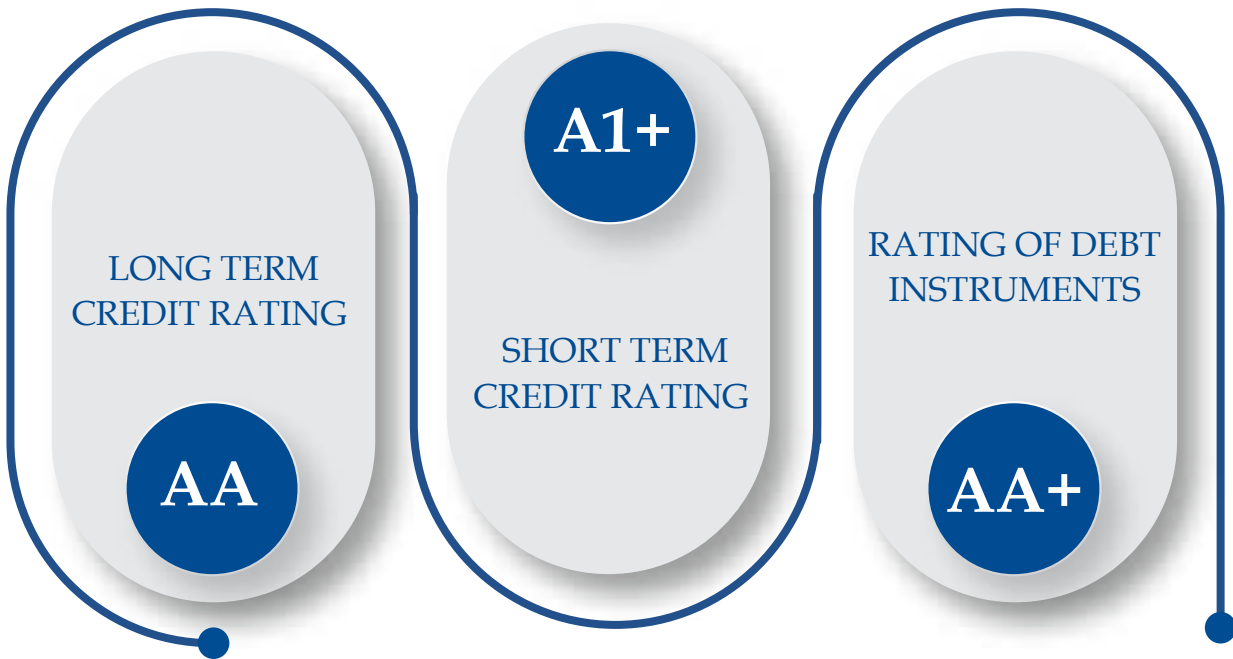 LONG TERM
CREDIT RATING
AA
A1+
SHORT TERM
CREDIT RATING
RATING OF DEBT
INSTRUMENTS
AA+